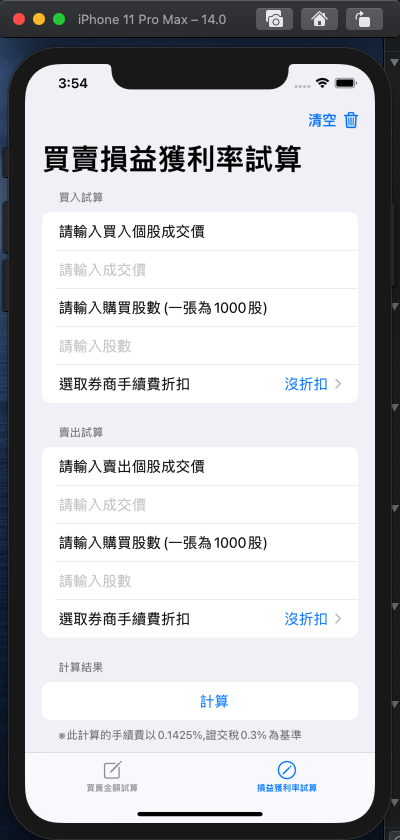 iPhone 11 Pro Max – 14.0
3:54
清空
買賣損益獲利率試算
買入試算
請輸入買入個股成交價
請輸入成交價
請輸入購買股數 (一張為1000股)
請輸入股數
選取券商手續費折扣 沒折扣
賣出試算
請輸入賣出個股成交價
請輸入成交價
請輸入購買股數 (一張為1000股)
請輸入股數
選取券商手續費折扣 沒折扣
計算結果
計算
※此計算的手續費以0.1425%,證交稅0.3%為基準
買賣金額試算 損益獲利率試算